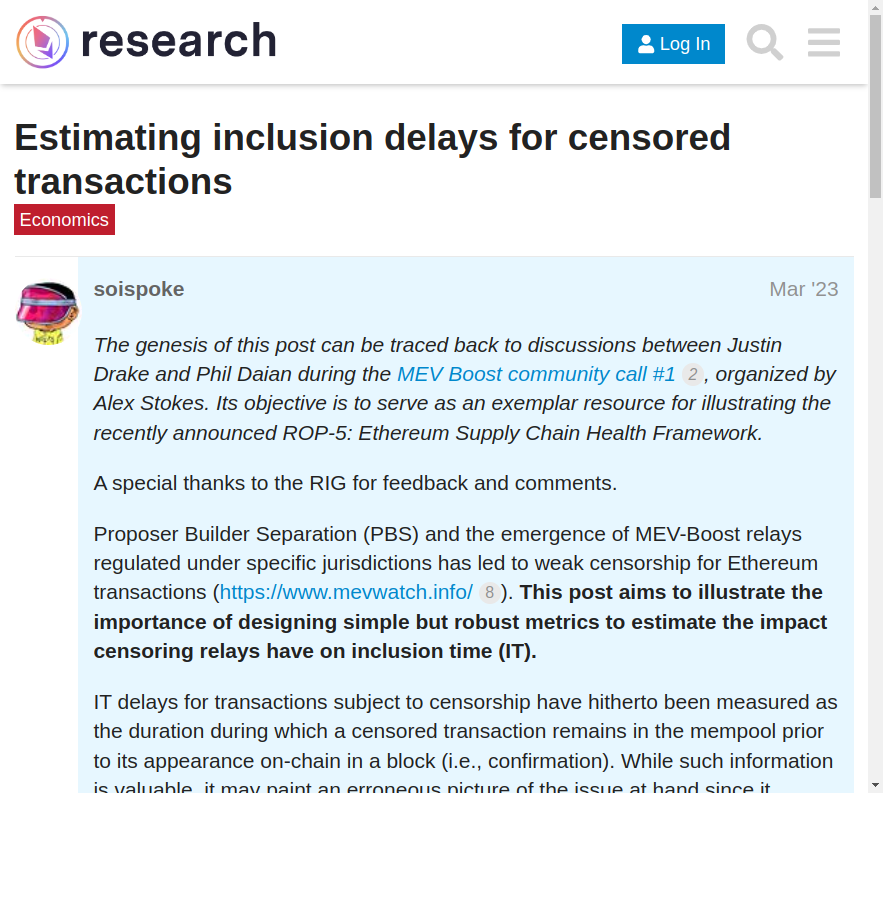 research
Log In
Estimating inclusion delays for censored
transactions
Economics
soispoke
Mar '23
The genesis of this post can be traced back to discussions between Justin
Drake and Phil Daian during the MEV Boost community call #1 2, organized by
Alex Stokes. Its objective is to serve as an exemplar resource for illustrating the
recently announced ROP-5: Ethereum Supply Chain Health Framework.
A special thanks to the RIG for feedback and comments.
Proposer Builder Separation (PBS) and the emergence of MEV-Boost relays
regulated under specific jurisdictions has led to weak censorship for Ethereum
transactions (https://www.mevwatch.info/ 8). This post aims to illustrate the
importance of designing simple but robust metrics to estimate the impact
censoring relays have on inclusion time (IT).
IT delays for transactions subject to censorship have hitherto been measured as
the duration during which a censored transaction remains in the mempool prior
to its appearance on-chain in a block (i.e., confirmation). While such information
is valuable, it may paint an erroneous picture of the issue at hand since it